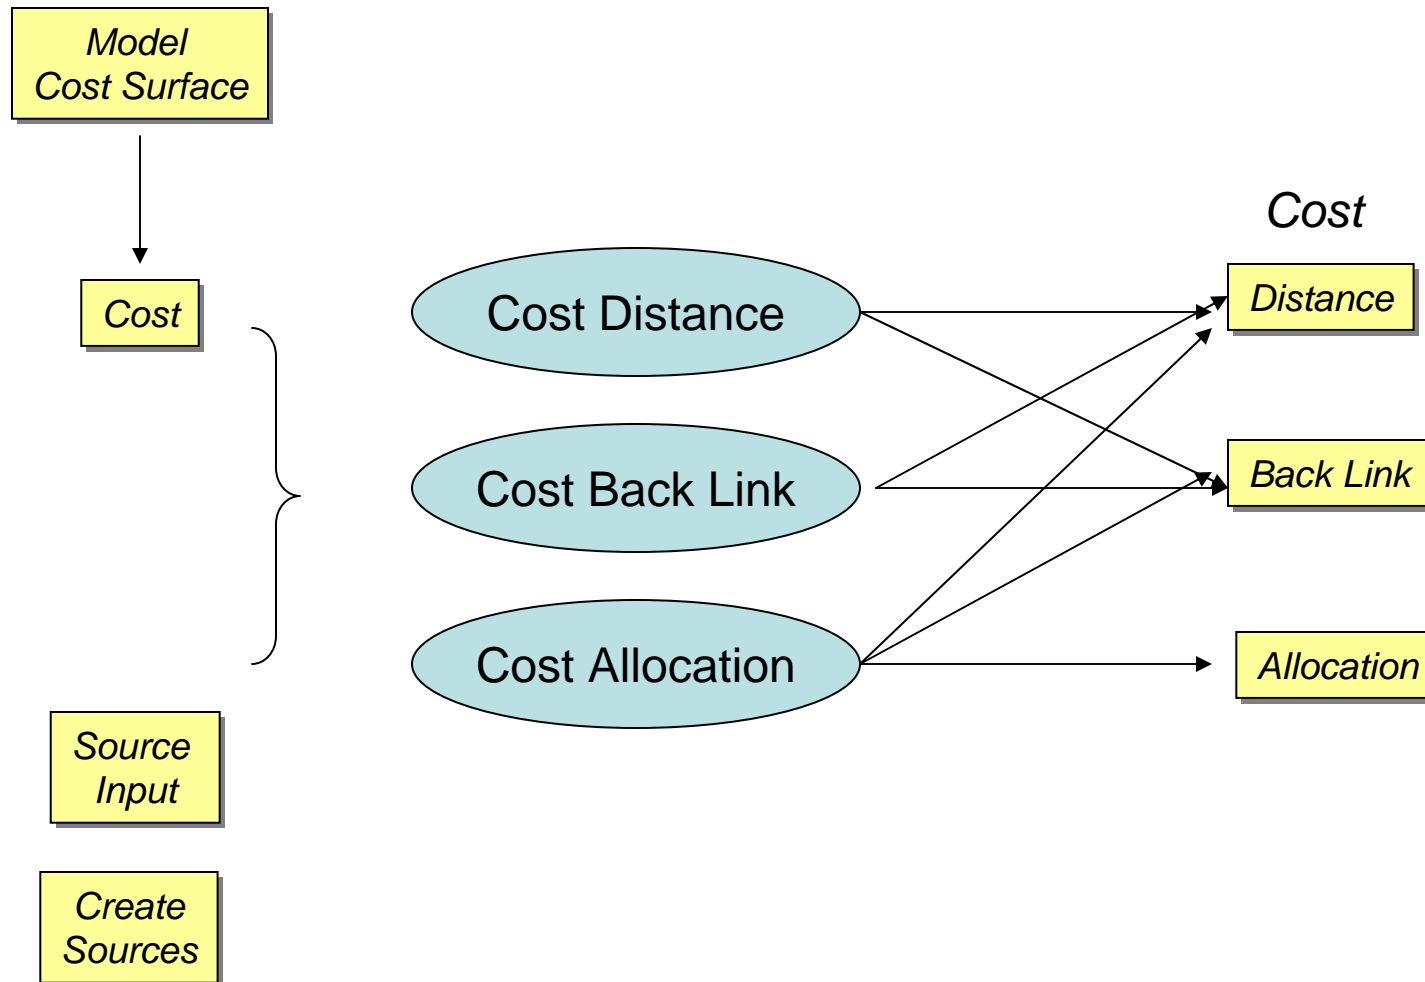 Model
Cost Surface
Cost
Cost
Cost Distance
Distance
Cost Back Link
Back Link
Cost Allocation
Allocation
Source
Input
Create
Sources